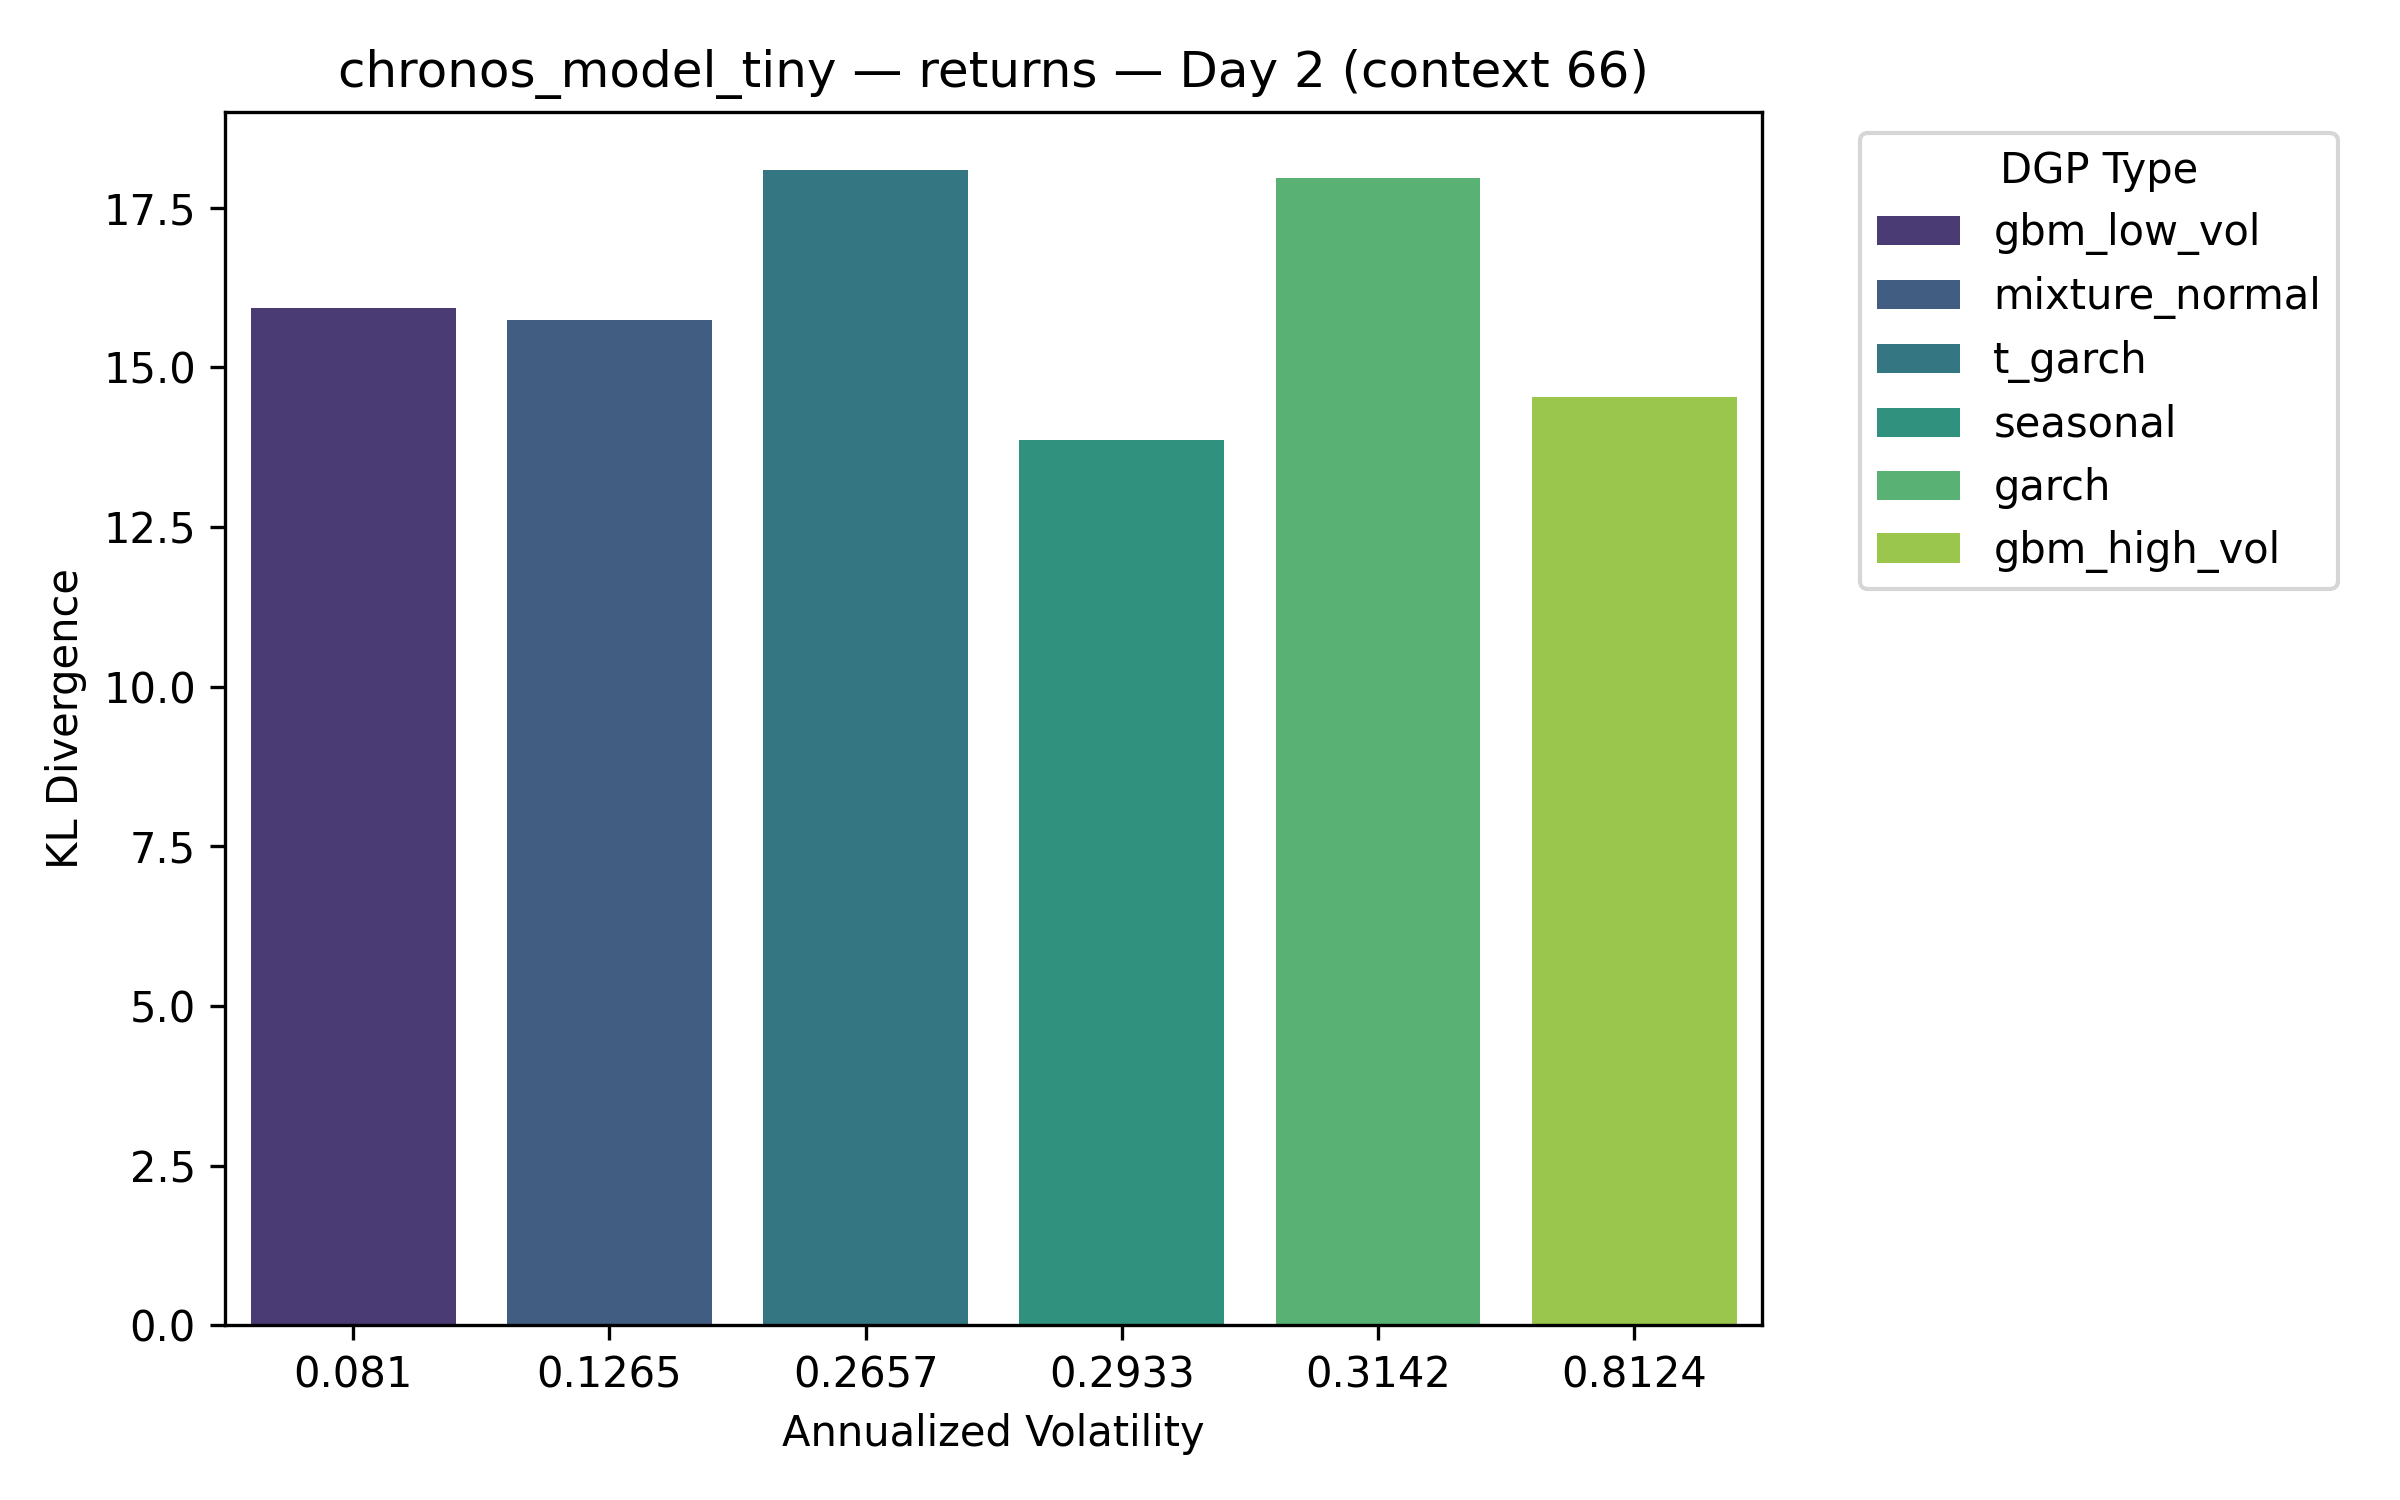 chronos_model_tiny — returns — Day 2 (context 66)
KL Divergence
17.5
15.0
12.5
10.0
7.5
5.0
2.5
0.0
0.081
0.1265
0.2657
0.2933
0.3142
0.8124
Annualized Volatility
DGP Type
gbm_low_vol
mixture_normal
t_garch
seasonal
garch
gbm_high_vol